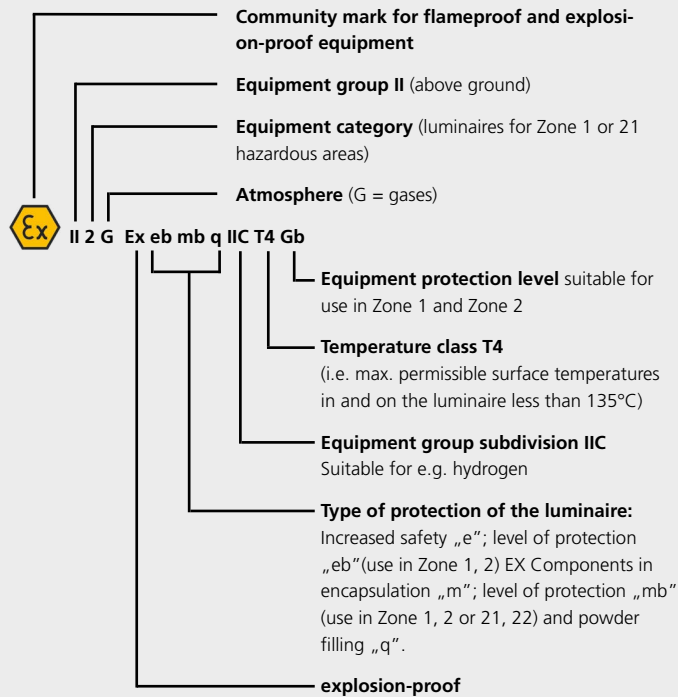 Community mark for flameproof and explosi-
on-proof equipment
Equipment group II (above ground)
Equipment category (luminaires for Zone 1 or 21
hazardous areas)
Atmosphere (G = gases)
Ex II 2 G Ex eb mb q IIC T4 Gb
Equipment protection level suitable for
use in Zone 1 and Zone 2
Temperature class T4
(i.e. max. permissible surface temperatures
in and on the luminaire less than 135°C)
Equipment group subdivision IIC
Suitable for e.g. hydrogen
Type of protection of the luminaire:
Increased safety „e”; level of protection
„eb”(use in Zone 1, 2) EX Components in
encapsulation „m”; level of protection „mb”
(use in Zone 1, 2 or 21, 22) and powder
filling „q”.
explosion-proof